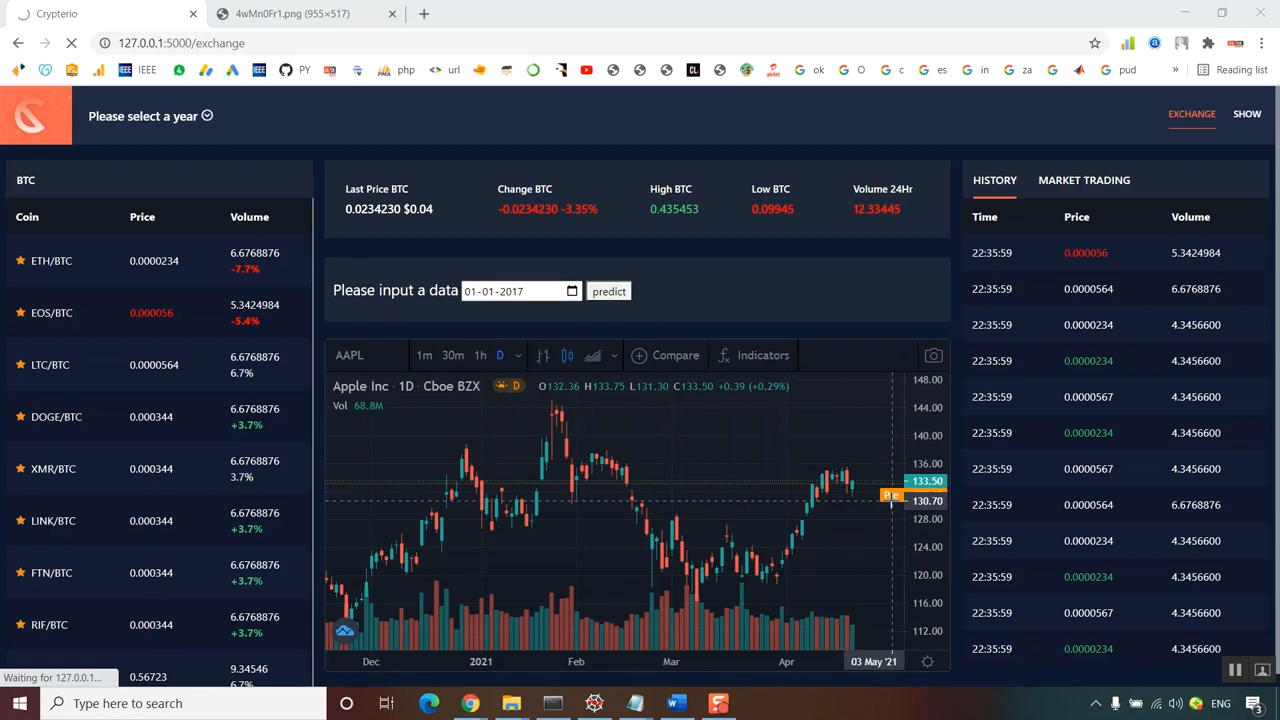 Crypterio
4wMn0Fr1.png (955×517)
127.0.0.1:5000/exchange
IEEE
IEEE
PY
php
url
CL
airtel
ok
O
c
es
in
za
pud
»
Reading list
Please select a year
EXCHANGE
SHOW
BTC
Coin Price Volume
ETH/BTC 0.0000234 6.6768876
-7.7%
EOS/BTC 0.000056 5.3424984
-5.4%
LTC/BTC 0.0000564 6.6768876
6.7%
DOGE/BTC 0.000344 6.6768876
+3.7%
XMR/BTC 0.000344 6.6768876
3.7%
LINK/BTC 0.000344 6.6768876
+3.7%
FTN/BTC 0.000344 6.6768876
+3.7%
RIF/BTC 0.000344 6.6768876
+3.7%
0.56723 9.34546
6.7%
Waiting for 127.0.0.1...
Last Price BTC Change BTC High BTC Low BTC Volume 24Hr
0.0234230 $0.04 -0.0234230 -3.35% 0.435453 0.09945 12.33445
Please input a data 01-01-2017 predict
AAPL 1m 30m 1h D Compare Indicators
Apple Inc · 1D · Cboe BZX D O132.36 H133.75 L131.30 C133.50 +0.39 (+0.29%)
Vol 68.8M
148.00
144.00
140.00
136.00
133.50
Pre
130.70
128.00
124.00
120.00
116.00
112.00
Dec 2021 Feb Mar Apr 03 May '21
HISTORY MARKET TRADING
Time Price Volume
22:35:59 0.000056 5.3424984
22:35:59 0.0000564 6.6768876
22:35:59 0.0000234 4.3456600
22:35:59 0.0000234 4.3456600
22:35:59 0.0000567 4.3456600
22:35:59 0.0000234 4.3456600
22:35:59 0.0000567 4.3456600
22:35:59 0.0000564 6.6768876
22:35:59 0.0000234 4.3456600
22:35:59 0.0000234 4.3456600
22:35:59 0.0000567 4.3456600
22:35:59 0.0000234 4.3456600
Type here to search
ENG
3